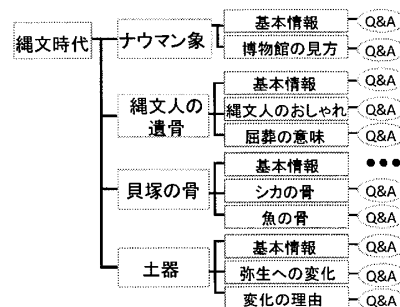 縄文時代
ナウマン象
基本情報
Q&A
博物館の見方
Q&A
縄文人の
遺骨
基本情報
Q&A
縄文人のおしゃれ
Q&A
屈葬の意味
Q&A
貝塚の骨
基本情報
•••
シカの骨
Q&A
魚の骨
Q&A
土器
基本情報
Q&A
弥生への変化
Q&A
変化の理由
Q&A